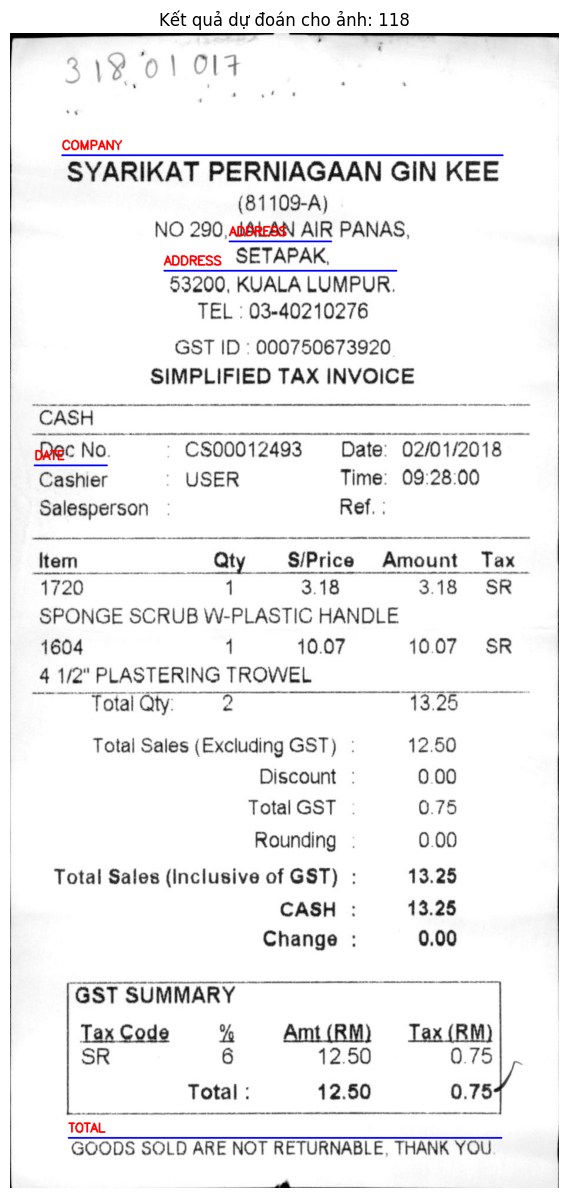 Kết quả dự đoán cho ảnh: 118
318 01 017
COMPANY
SYARIKAT PERNIAGAAN GIN KEE
(81109-A)
ADDRESS
NO 290, JALAN AIR PANAS,
ADDRESS SETAPAK,
53200, KUALA LUMPUR.
TEL : 03-40210276
GST ID : 000750673920
SIMPLIFIED TAX INVOICE
CASH
Doc No. : CS00012493 Date: 02/01/2018
DATE
Cashier : USER Time: 09:28:00
Salesperson : Ref. :
Item Qty S/Price Amount Tax
1720 1 3.18 3.18 SR
SPONGE SCRUB W-PLASTIC HANDLE
1604 1 10.07 10.07 SR
4 1/2" PLASTERING TROWEL
Total Qty: 2 13.25
Total Sales (Excluding GST) : 12.50
Discount : 0.00
Total GST : 0.75
Rounding : 0.00
Total Sales (Inclusive of GST) : 13.25
CASH : 13.25
Change : 0.00
GST SUMMARY
Tax Code % Amt (RM) Tax (RM)
SR 6 12.50 0.75
Total : 12.50 0.75
TOTAL
GOODS SOLD ARE NOT RETURNABLE, THANK YOU.